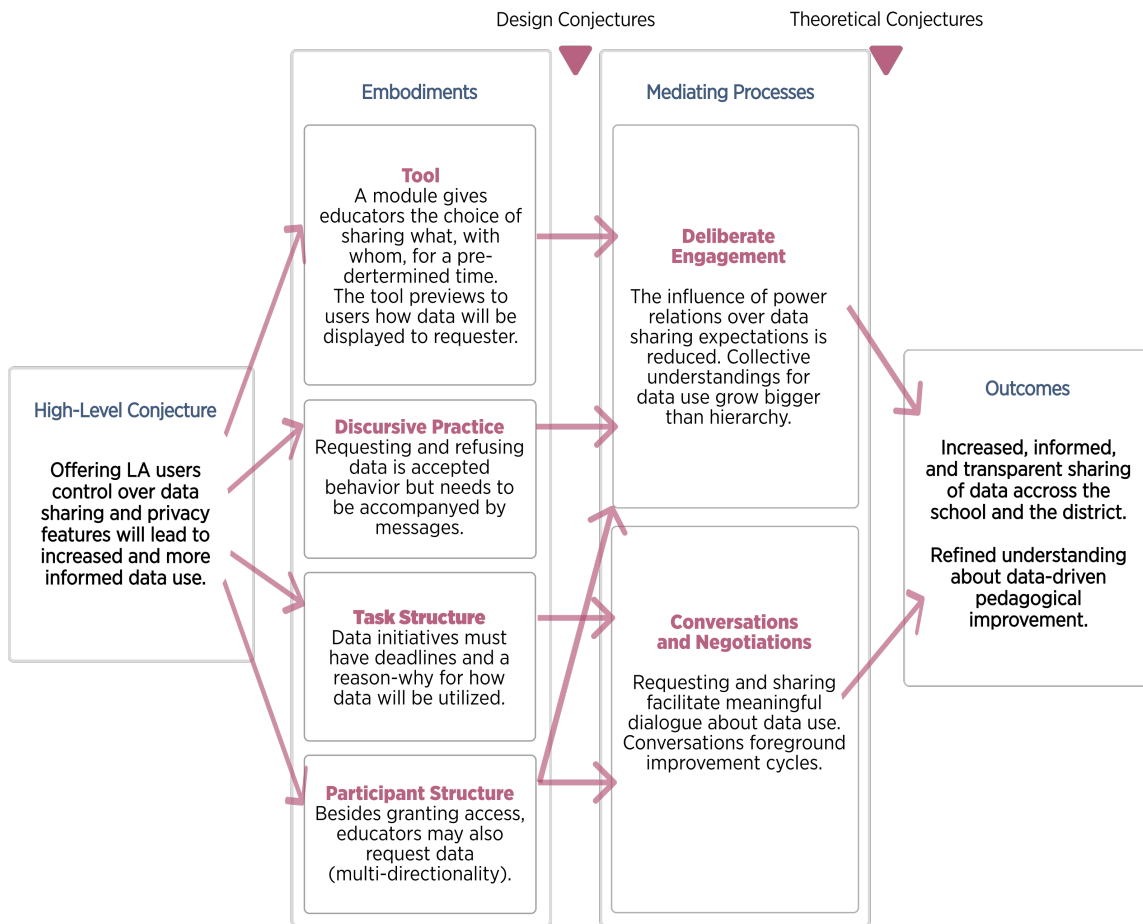 Design Conjectures
Theoretical Conjectures
High-Level Conjecture
Offering LA users
control over data
sharing and privacy
features will lead to
increased and more
informed data use.
Embodiments
Tool
A module gives
educators the choice of
sharing what, with
whom, for a pre-
dertermined time.
The tool previews to
users how data will be
displayed to requester.
Discursive Practice
Requesting and refusing
data is accepted
behavior but needs to
be accompanyed by
messages.
Task Structure
Data initiatives must
have deadlines and a
reason-why for how
data will be utilized.
Participant Structure
Besides granting access,
educators may also
request data
(multi-directionality).
Mediating Processes
Deliberate
Engagement
The influence of power
relations over data
sharing expectations is
reduced. Collective
understandings for
data use grow bigger
than hierarchy.
Conversations
and Negotiations
Requesting and sharing
facilitate meaningful
dialogue about data use.
Conversations foreground
improvement cycles.
Outcomes
Increased, informed,
and transparent sharing
of data accross the
school and the district.
Refined understanding
about data-driven
pedagogical
improvement.